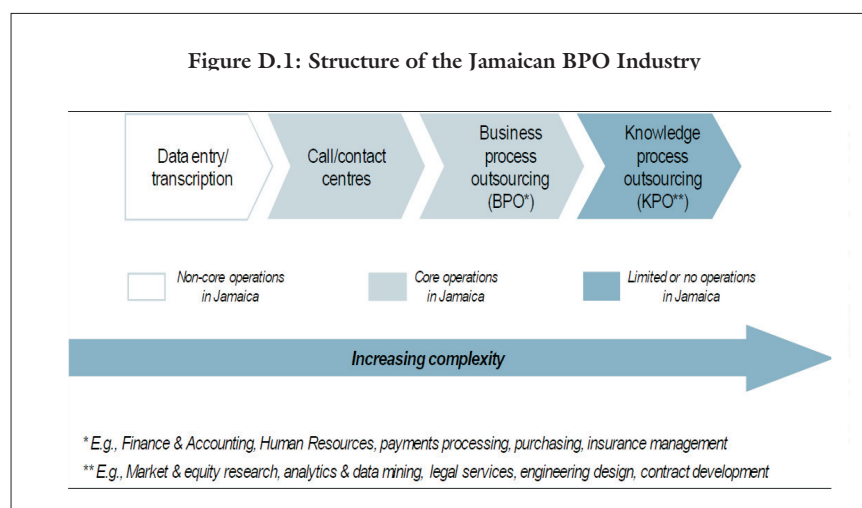 Figure D.1: Structure of the Jamaican BPO Industry
Data entry/
transcription
Call/contact
centres
Business
process
outsourcing
(BPO*)
Knowledge
process
outsourcing
(KPO**)
Non-core operations
in Jamaica
Core operations
in Jamaica
Limited or no operations
in Jamaica
Increasing complexity
* E.g., Finance & Accounting, Human Resources, payments processing, purchasing, insurance management
** E.g., Market & equity research, analytics & data mining, legal services, engineering design, contract development